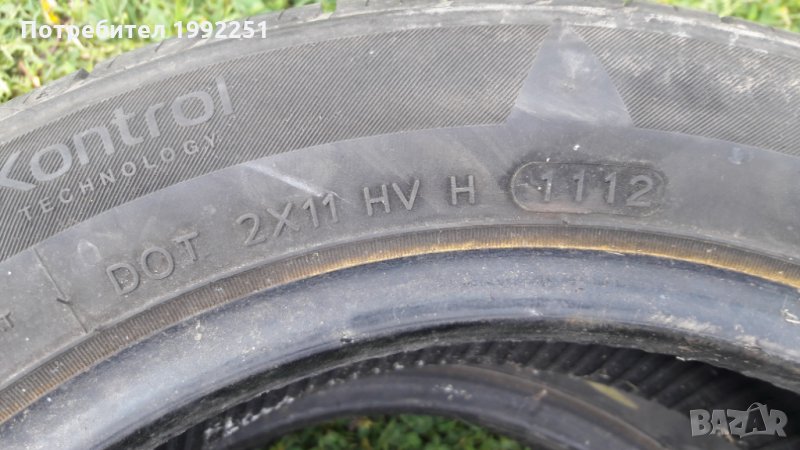 Потребител 1992251
Kontrol
TECHNOLOGY
DOT 2X11 HV H 1112
BAZAR